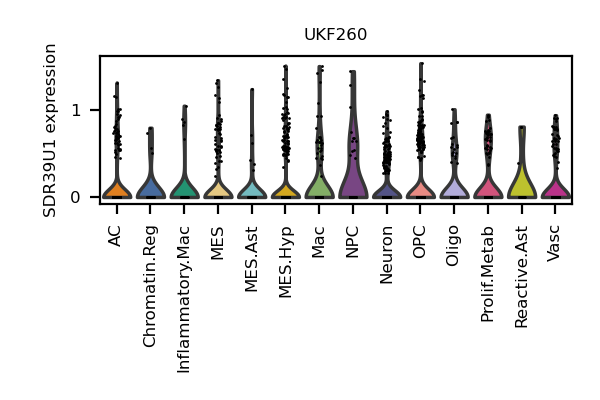 UKF260
SDR39U1 expression
1
0
AC
Chromatin.Reg
Inflammatory.Mac
MES
MES.Ast
MES.Hyp
Mac
NPC
Neuron
OPC
Oligo
Prolif.Metab
Reactive.Ast
Vasc